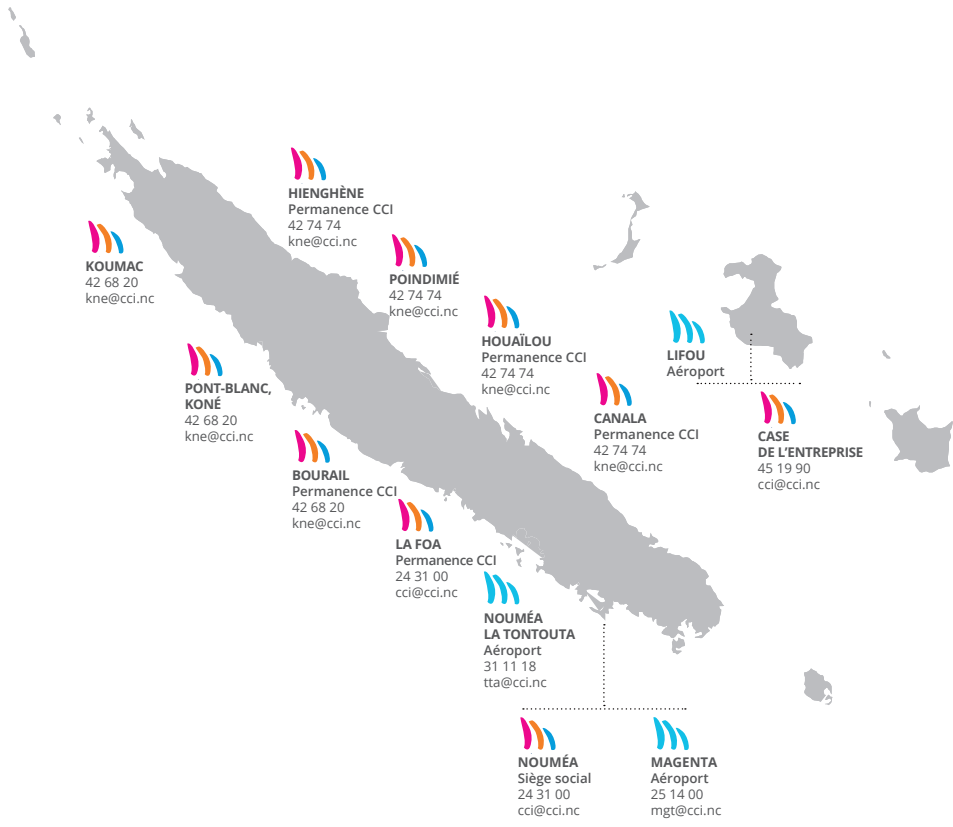 HIENGHÈNE
Permanence CCI
42 74 74
kne@cci.nc
KOUMAC
42 68 20
kne@cci.nc
POINDIMIÉ
42 74 74
kne@cci.nc
HOUAÏLOU
Permanence CCI
42 74 74
kne@cci.nc
LIFOU
Aéroport
PONT-BLANC,
KONÉ
42 68 20
kne@cci.nc
CANALA
Permanence CCI
42 74 74
kne@cci.nc
CASE
DE L'ENTREPRISE
45 19 90
cci@cci.nc
BOURAIL
Permanence CCI
42 68 20
kne@cci.nc
LA FOA
Permanence CCI
24 31 00
cci@cci.nc
NOUMÉA
LA TONTOUTA
Aéroport
31 11 18
tta@cci.nc
NOUMÉA
Siège social
24 31 00
cci@cci.nc
MAGENTA
Aéroport
25 14 00
mgt@cci.nc